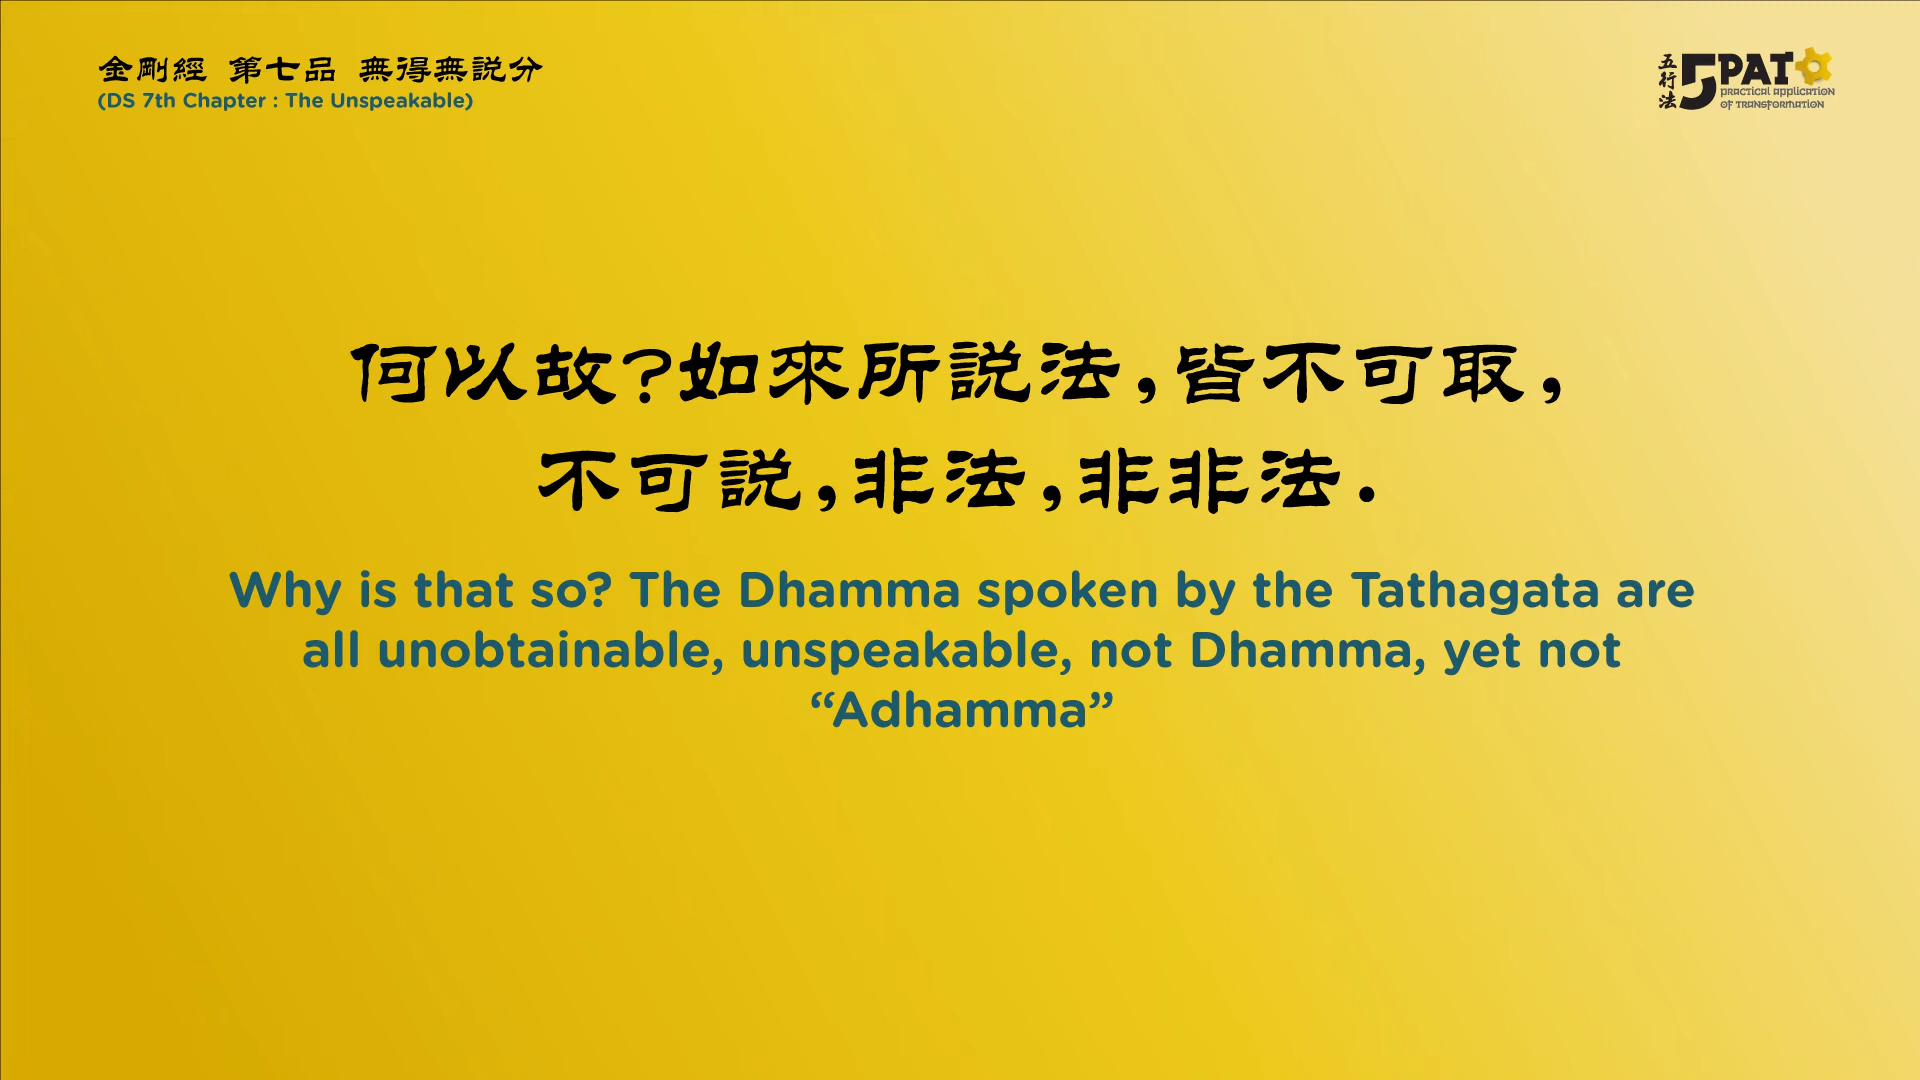 金剛經 第七品 無得無説分
(DS 7th Chapter : The Unspeakable)
五行法
5PAT
PRACTICAL APPLICATION
OF TRANSFORMATION
何以故?如來所説法,皆不可取,
不可説,非法,非非法.
Why is that so? The Dhamma spoken by the Tathagata are
all unobtainable, unspeakable, not Dhamma, yet not
“Adhamma”